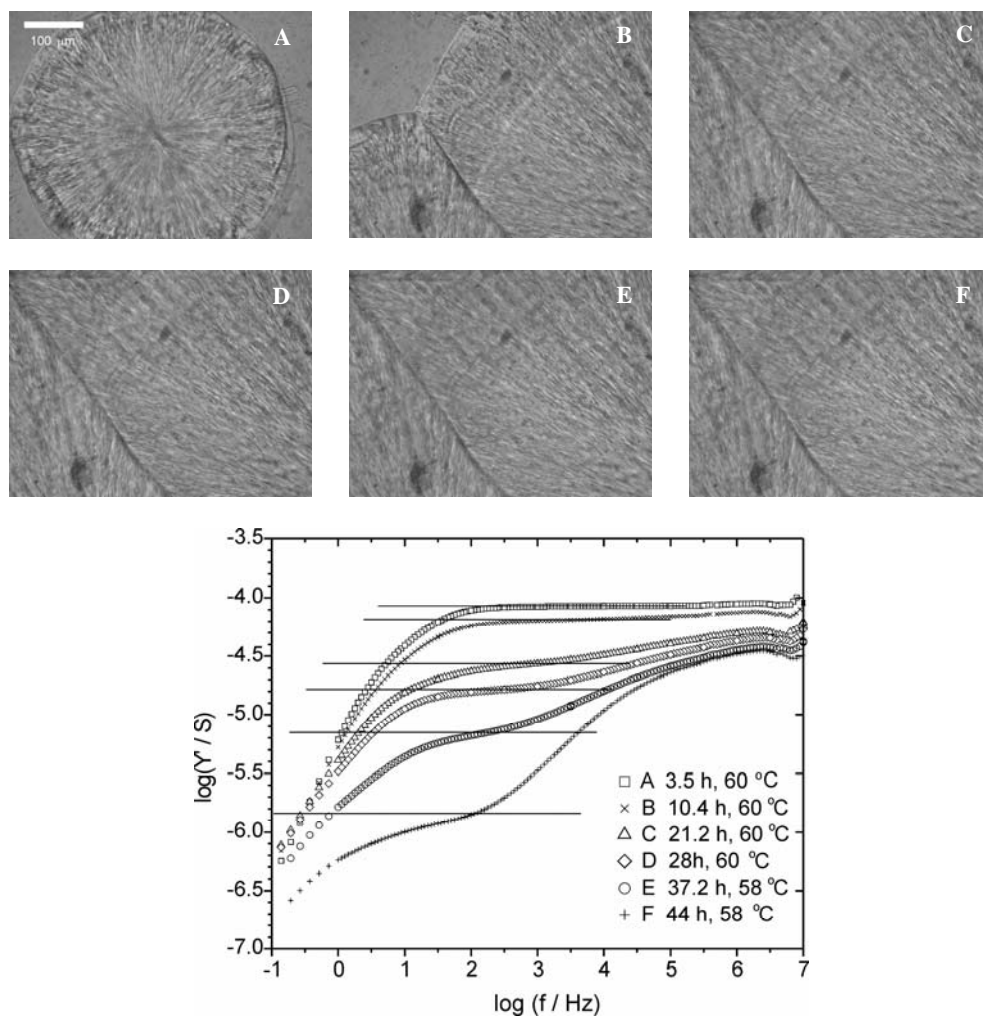 100 μm
A
B
C
D
E
F
-3.5
-4.0
-4.5
-5.0
-5.5
-6.0
-6.5
-7.0
log(Y' / S)
□ A 3.5 h, 60 °C
× B 10.4 h, 60 °C
△ C 21.2 h, 60 °C
◇ D 28h, 60 °C
○ E 37.2 h, 58 °C
+ F 44 h, 58 °C
-1 0 1 2 3 4 5 6 7
log (f / Hz)